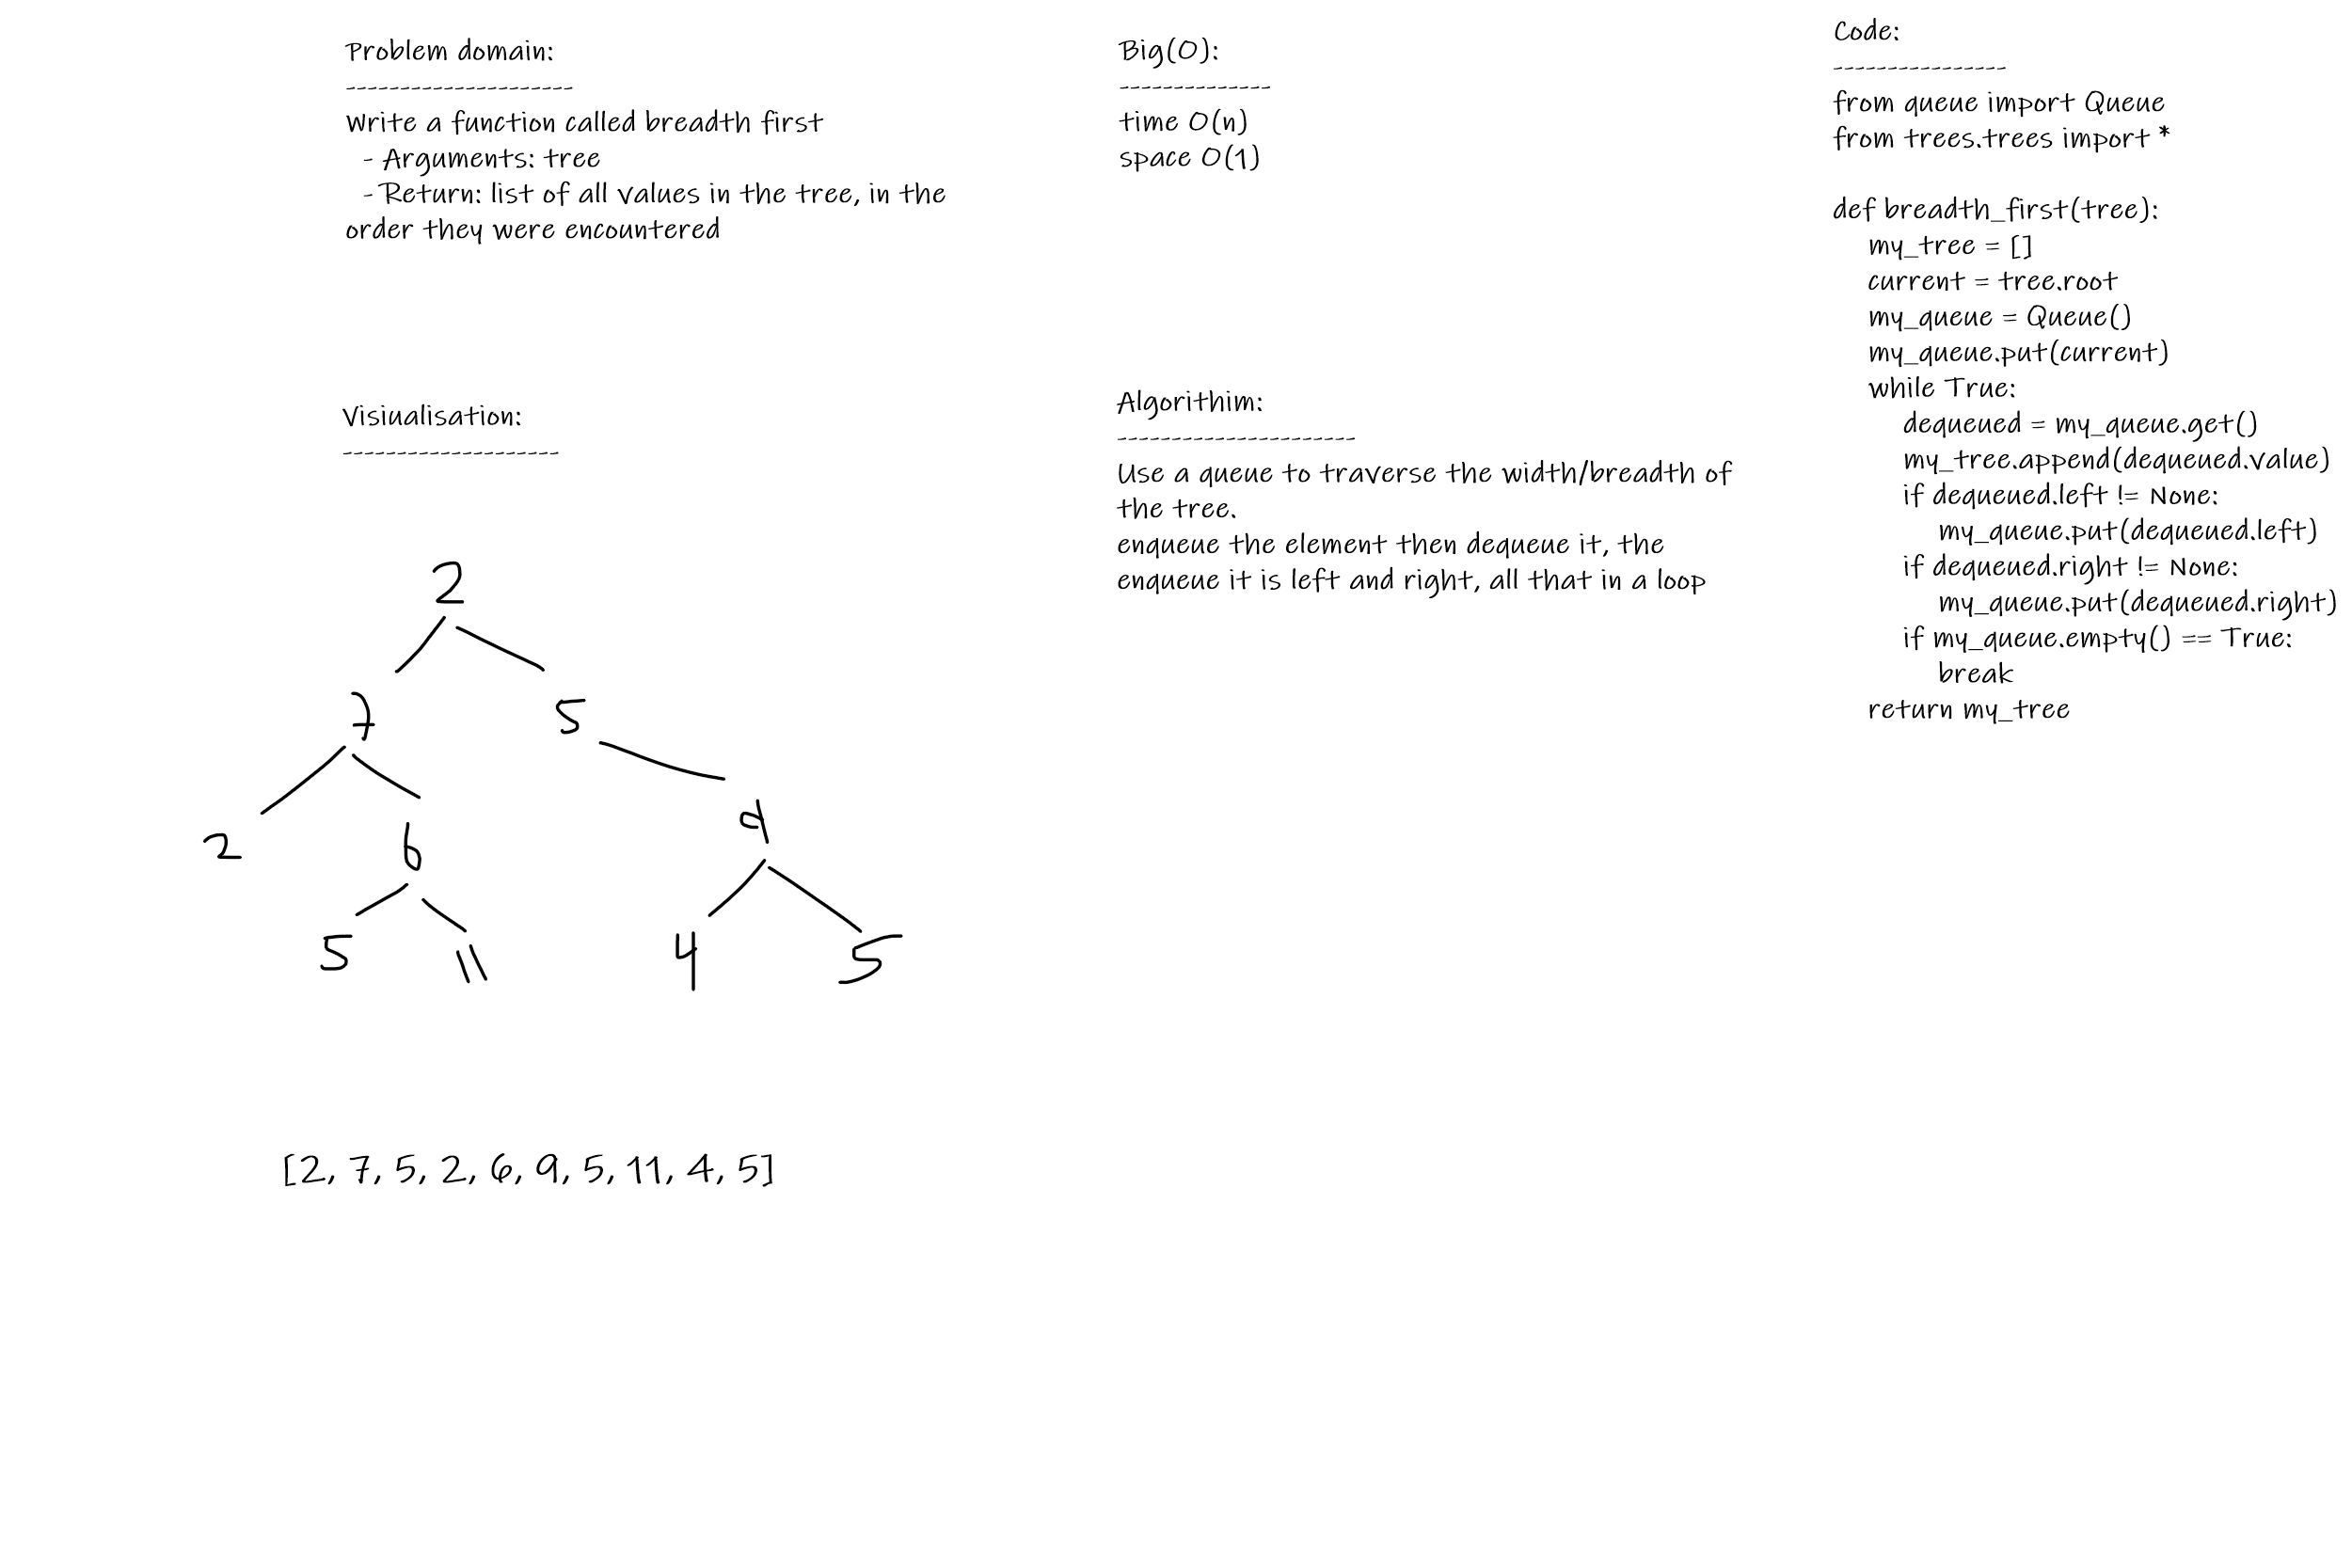 Problem domain:
---------------------
Write a function called breadth first
- Arguments: tree
- Return: list of all values in the tree, in the
order they were encountered
Visiualisation:
--------------------
2
7 5
2 6 9
5 11 4 5
[2, 7, 5, 2, 6, 9, 5, 11, 4, 5]
Big(O):
--------------
time O(n)
space O(1)
Algorithim:
----------------------
Use a queue to traverse the width/breadth of
the tree.
enqueue the element then dequeue it, the
enqueue it is left and right, all that in a loop
Code:
----------------
from queue import Queue
from trees.trees import *
def breadth_first(tree):
my_tree = []
current = tree.root
my_queue = Queue()
my_queue.put(current)
while True:
dequeued = my_queue.get()
my_tree.append(dequeued.value)
if dequeued.left != None:
my_queue.put(dequeued.left)
if dequeued.right != None:
my_queue.put(dequeued.right)
if my_queue.empty() == True:
break
return my_tree